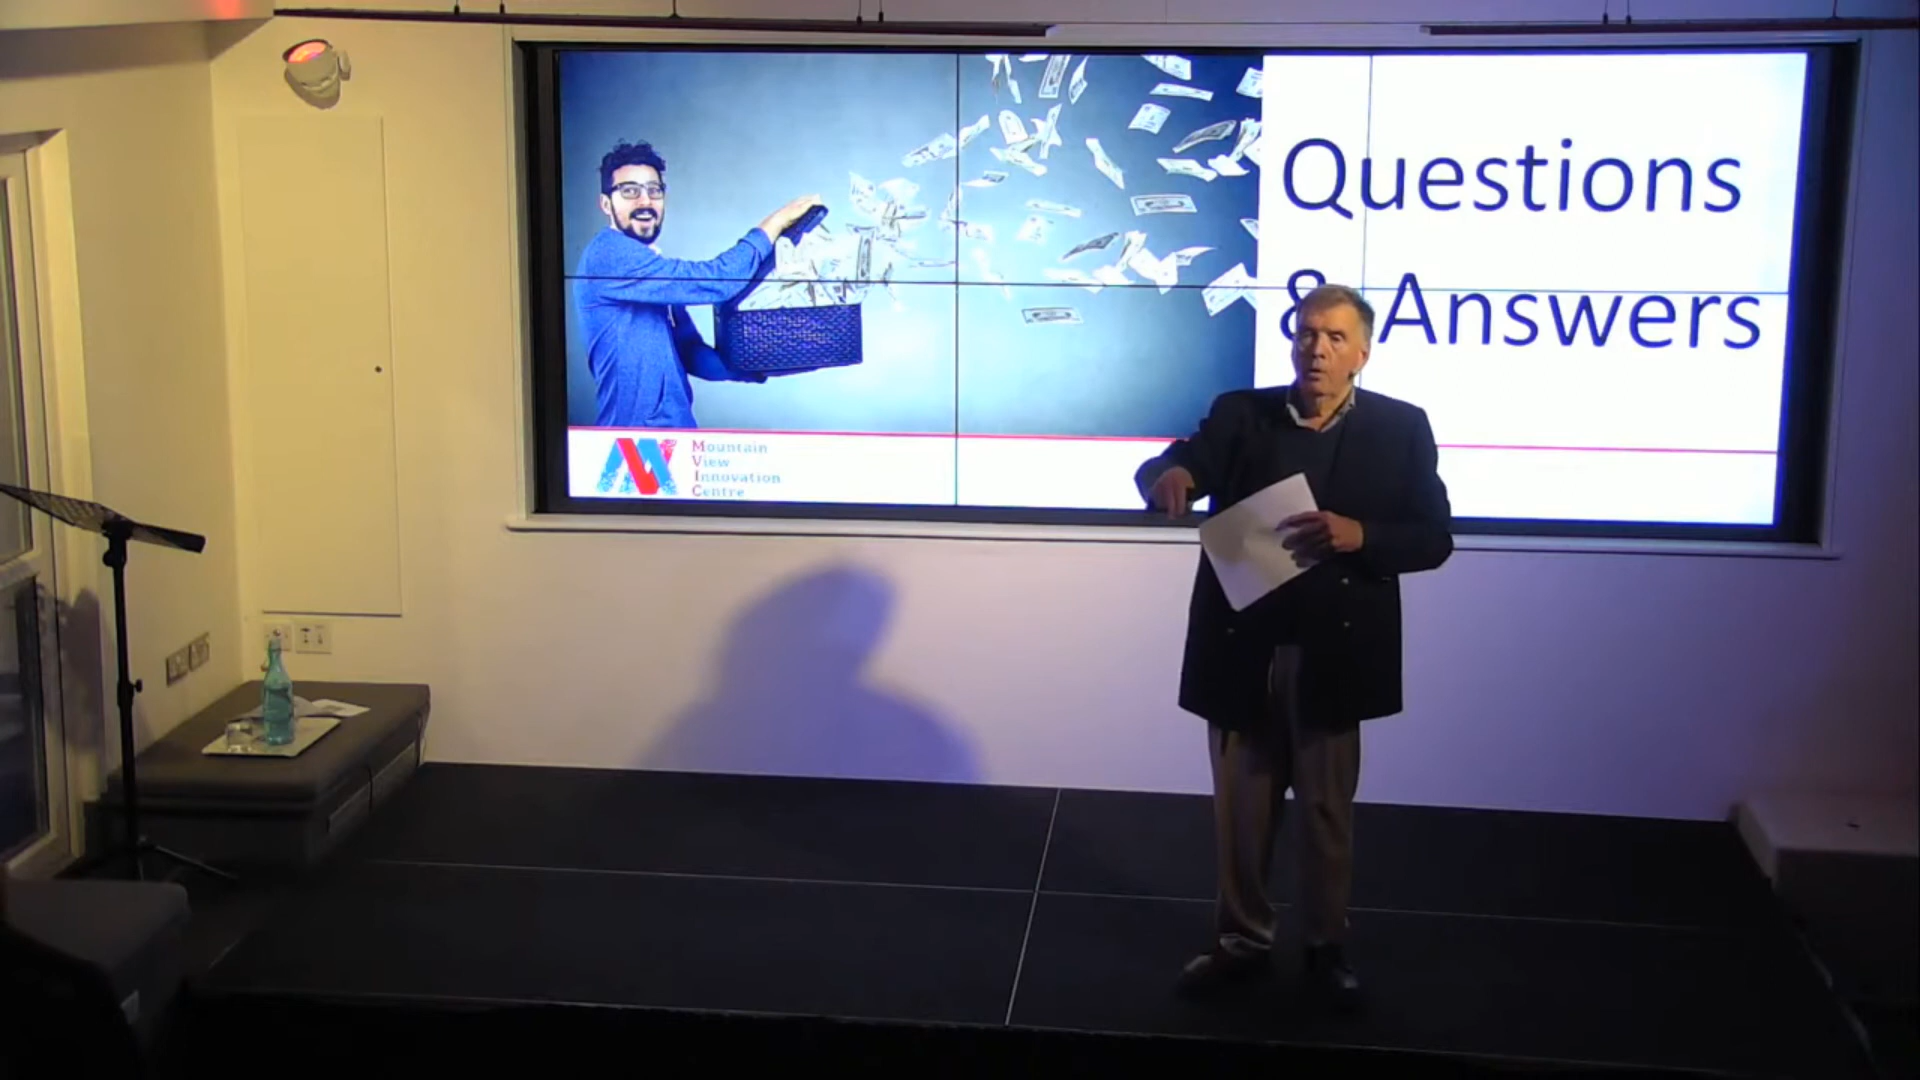 Questions
& Answers
Mountain
View
Innovation
Centre